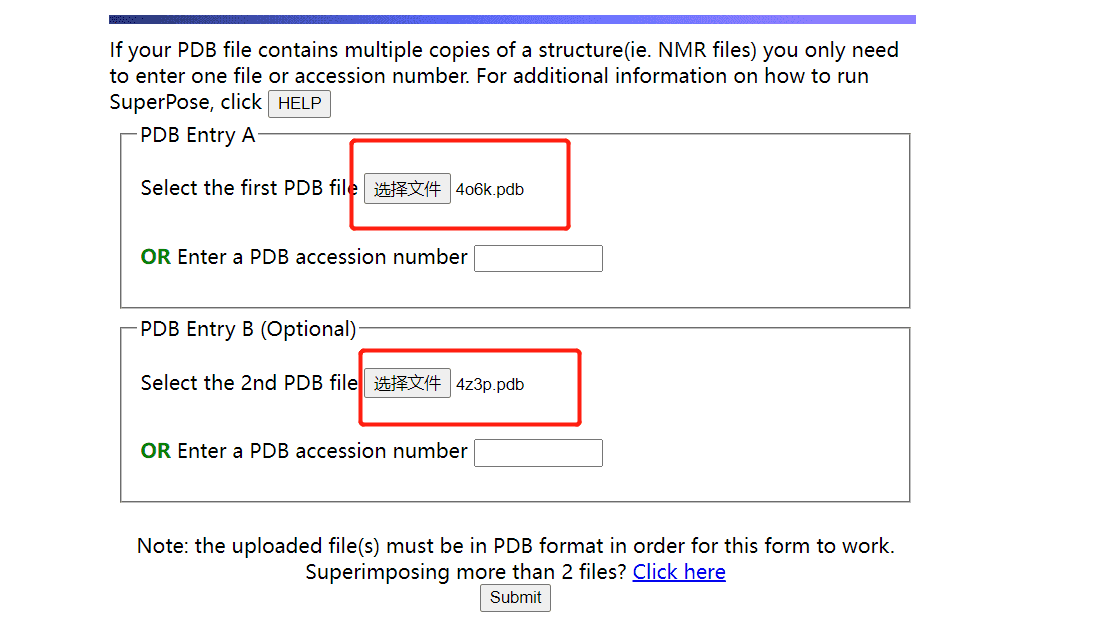 If your PDB file contains multiple copies of a structure(ie. NMR files) you only need
to enter one file or accession number. For additional information on how to run
SuperPose, click HELP
PDB Entry A
Select the first PDB file 选择文件 4o6k.pdb
OR Enter a PDB accession number
PDB Entry B (Optional)
Select the 2nd PDB file 选择文件 4z3p.pdb
OR Enter a PDB accession number
Note: the uploaded file(s) must be in PDB format in order for this form to work.
Superimposing more than 2 files? Click here
Submit